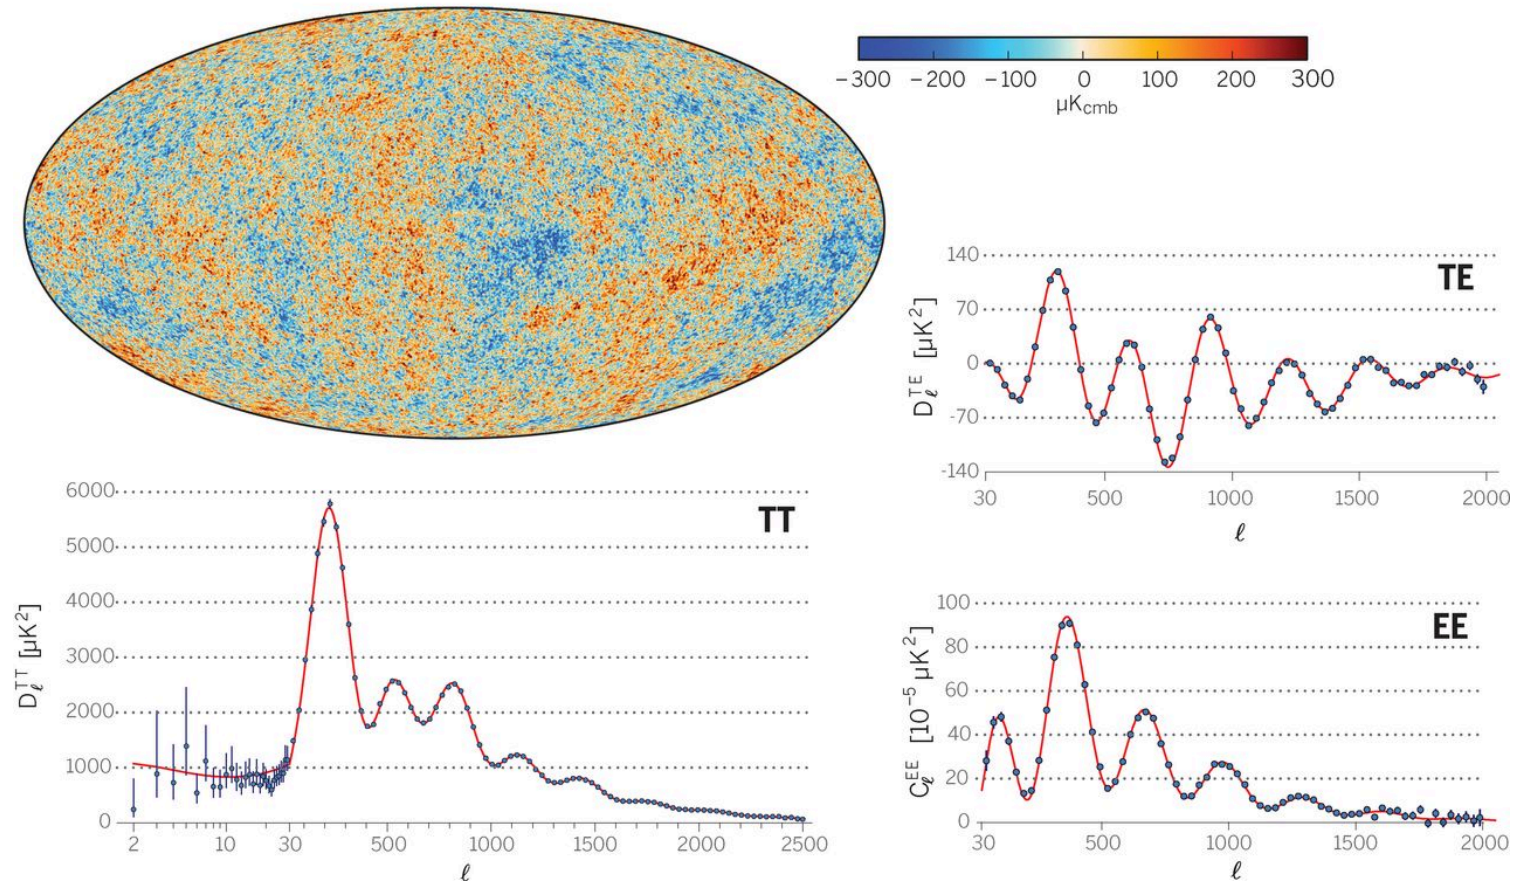 −300 −200 −100 0 100 200 300
µK_cmb
140
70
0
-70
-140
D_ℓ^TE [µK²]
TE
30 500 1000 1500 2000
ℓ
6000
5000
4000
3000
2000
1000
0
D_ℓ^TT [µK²]
TT
2 10 30 500 1000 1500 2000 2500
ℓ
100
80
60
40
20
0
C_ℓ^EE [10⁻⁵ µK²]
EE
30 500 1000 1500 2000
ℓ